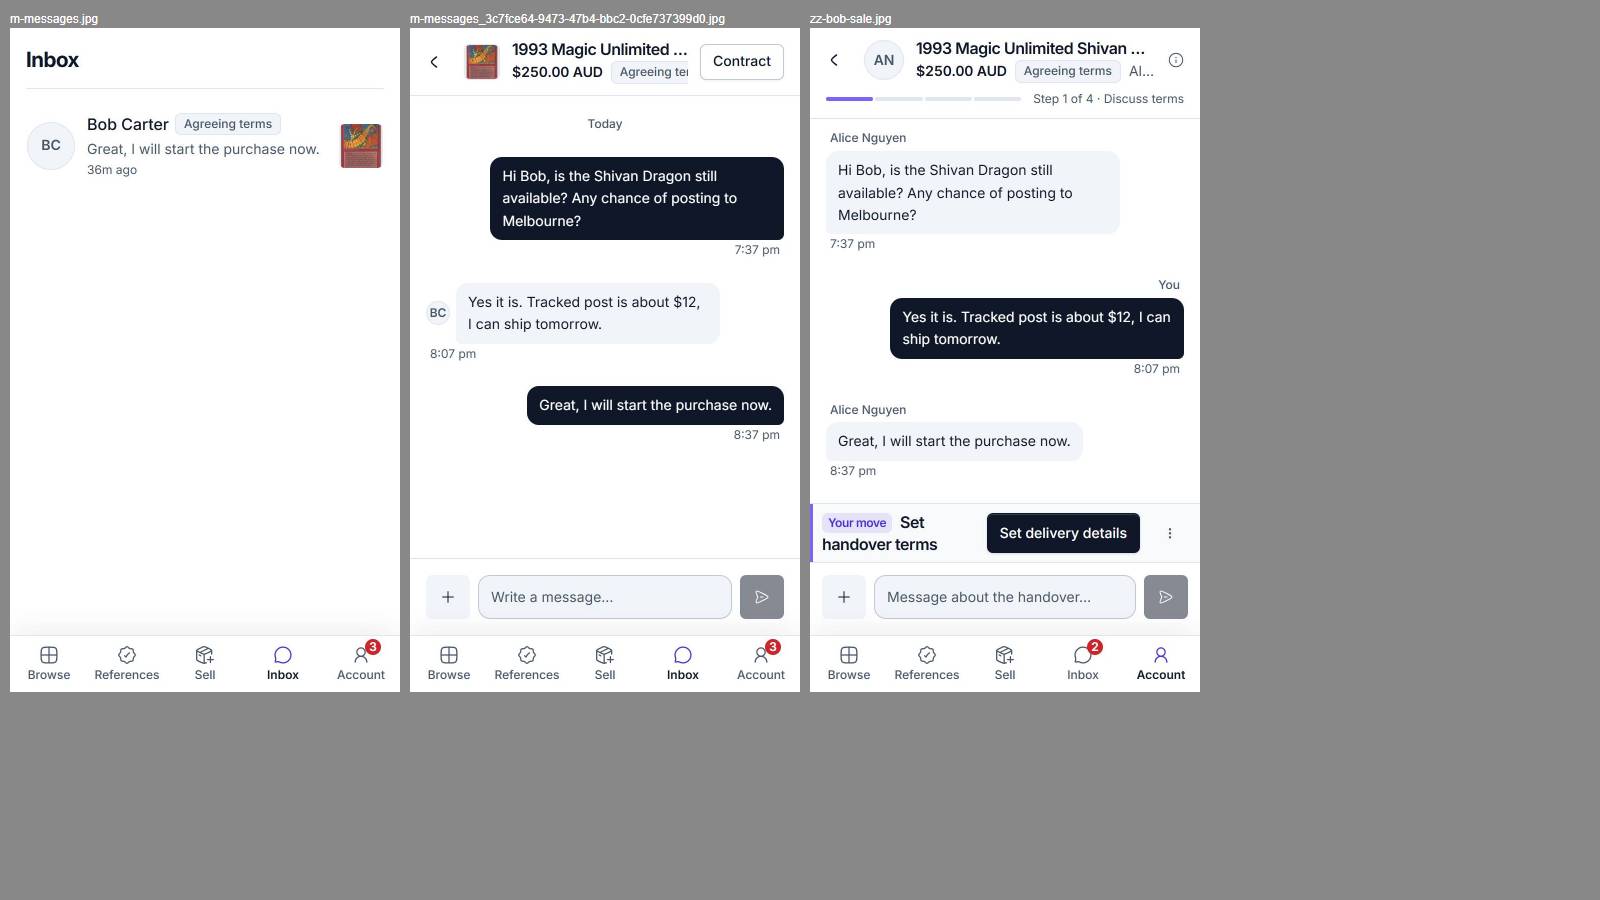 m-messages.jpg
Inbox
BC
Bob Carter
Agreeing terms
Great, I will start the purchase now.
36m ago
Browse
References
Sell
Inbox
3
Account
m-messages_3c7fce64-9473-47b4-bbc2-0cfe737399d0.jpg
1993 Magic Unlimited ...
$250.00 AUD
Agreeing ter
Contract
Today
Hi Bob, is the Shivan Dragon still
available? Any chance of posting to
Melbourne?
7:37 pm
BC
Yes it is. Tracked post is about $12,
I can ship tomorrow.
8:07 pm
Great, I will start the purchase now.
8:37 pm
Write a message...
Browse
References
Sell
Inbox
3
Account
zz-bob-sale.jpg
AN
1993 Magic Unlimited Shivan ...
$250.00 AUD
Agreeing terms
Al...
Step 1 of 4 · Discuss terms
Alice Nguyen
Hi Bob, is the Shivan Dragon still
available? Any chance of posting to
Melbourne?
7:37 pm
You
Yes it is. Tracked post is about $12, I can
ship tomorrow.
8:07 pm
Alice Nguyen
Great, I will start the purchase now.
8:37 pm
Your move Set
handover terms
Set delivery details
Message about the handover...
Browse
References
Sell
2
Inbox
Account